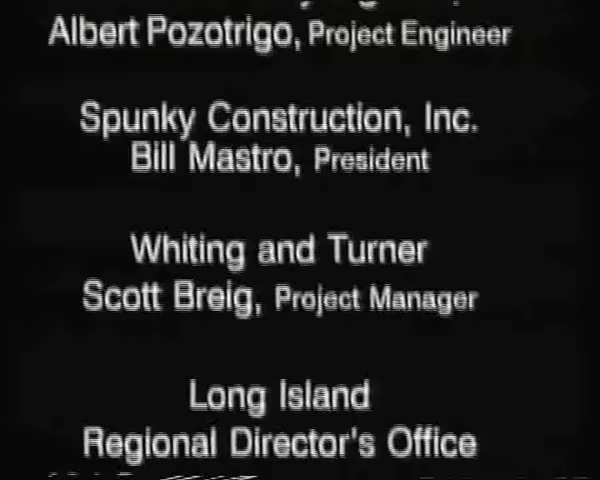 Albert Pozotrigo, Project Engineer
Spunky Construction, Inc.
Bill Mastro, President
Whiting and Turner
Scott Breig, Project Manager
Long Island
Regional Director's Office